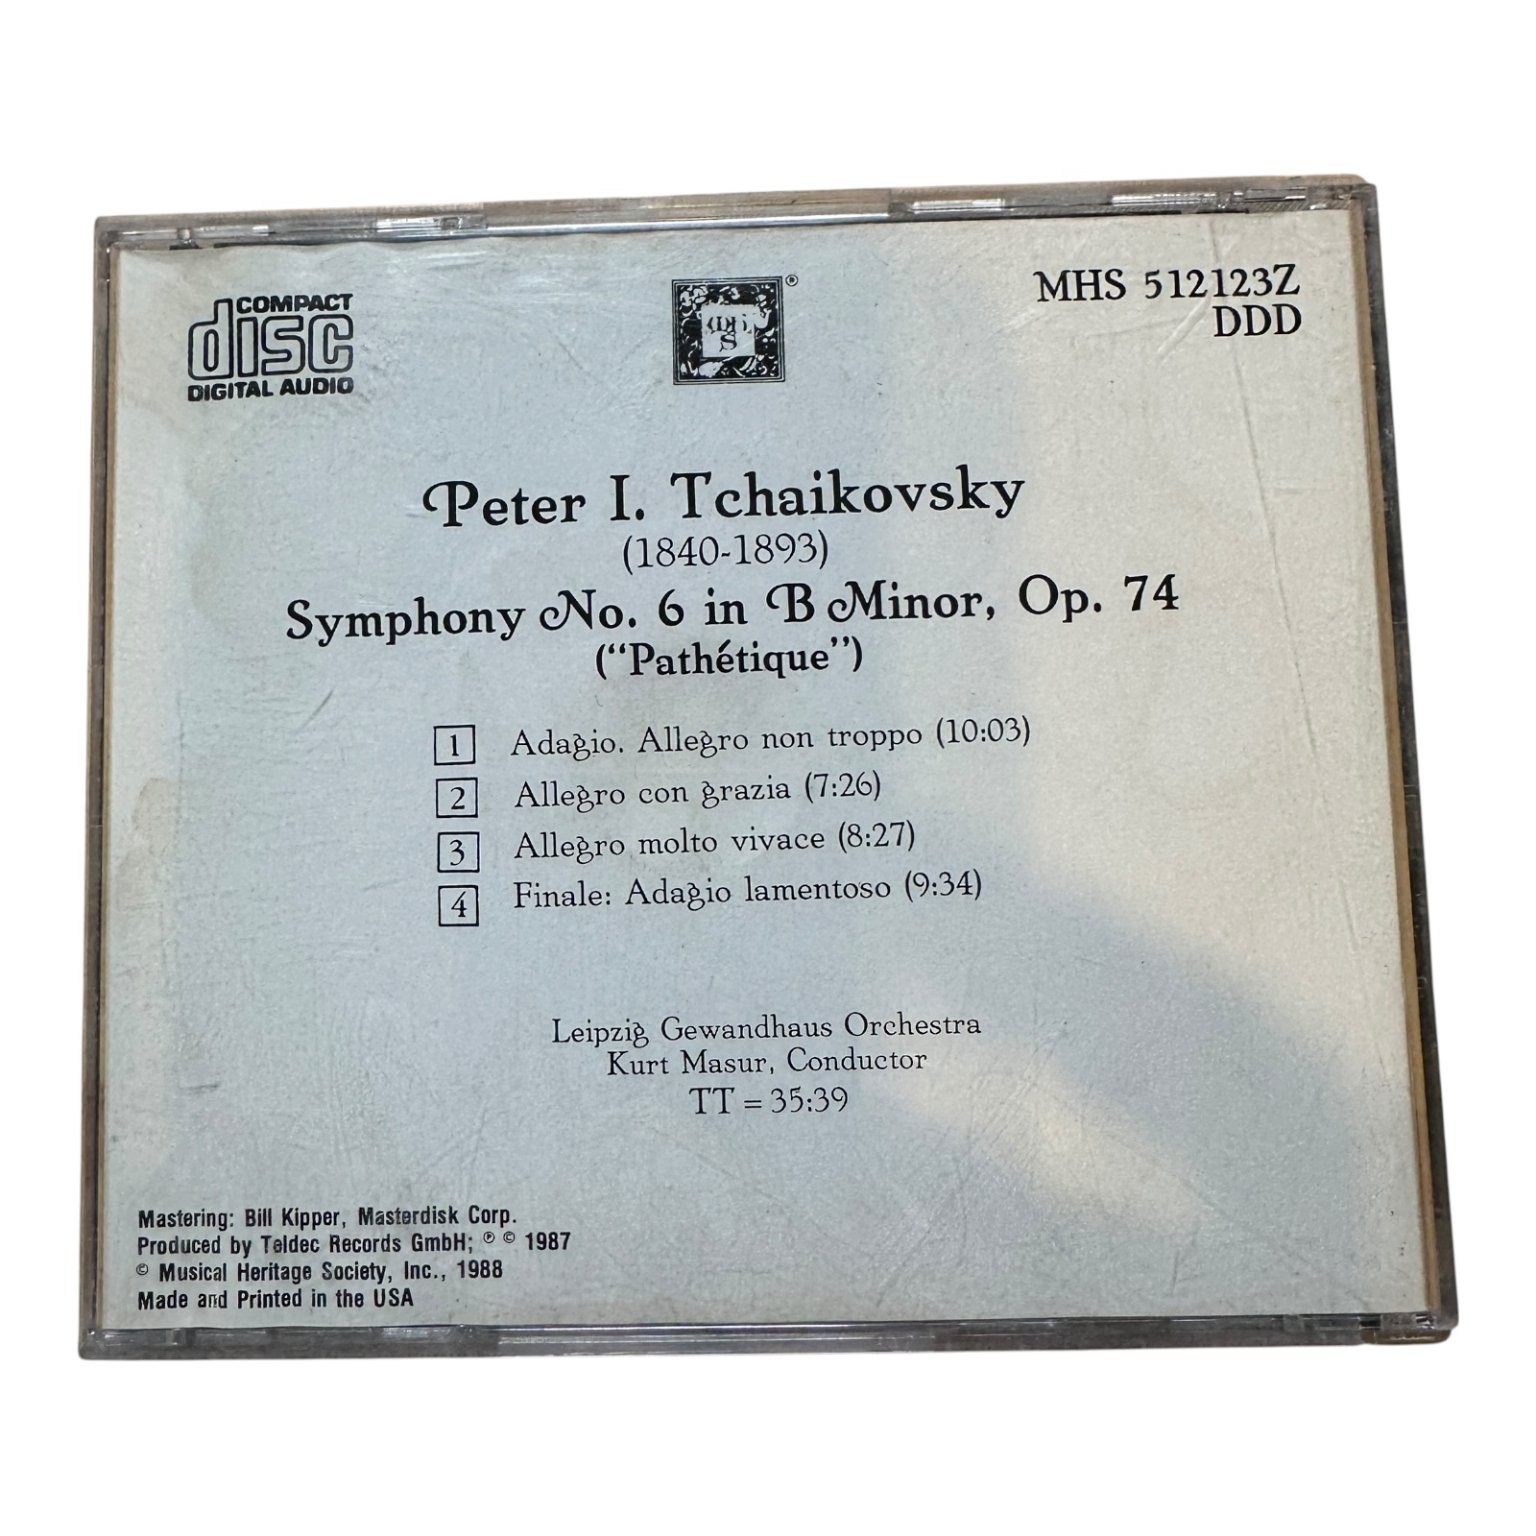 COMPACT
disc
DIGITAL AUDIO
®
MHS 512123Z
DDD
Peter I. Tchaikovsky
(1840-1893)
Symphony No. 6 in B Minor, Op. 74
(“Pathétique”)
1 Adagio. Allegro non troppo (10:03)
2 Allegro con grazia (7:26)
3 Allegro molto vivace (8:27)
4 Finale: Adagio lamentoso (9:34)
Leipzig Gewandhaus Orchestra
Kurt Masur, Conductor
TT = 35:39
Mastering: Bill Kipper, Masterdisk Corp.
Produced by Teldec Records GmbH; ℗ © 1987
© Musical Heritage Society, Inc., 1988
Made and Printed in the USA